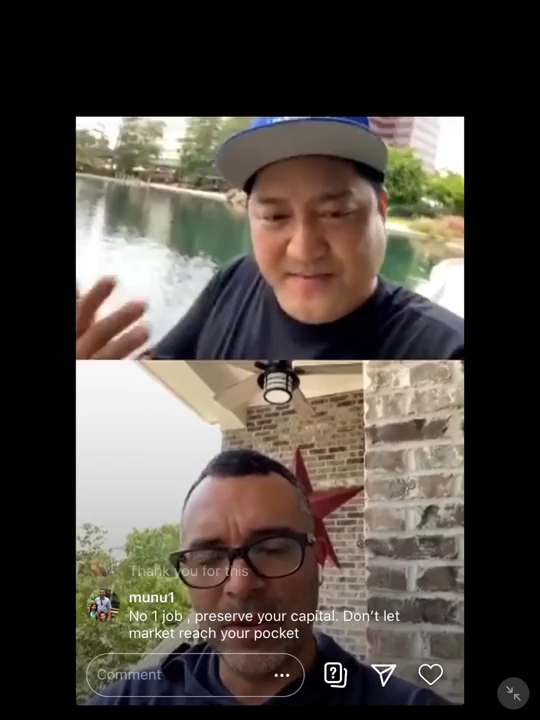 Thank you for this
munu1
No 1 job , preserve your capital. Don't let
market reach your pocket
Comment